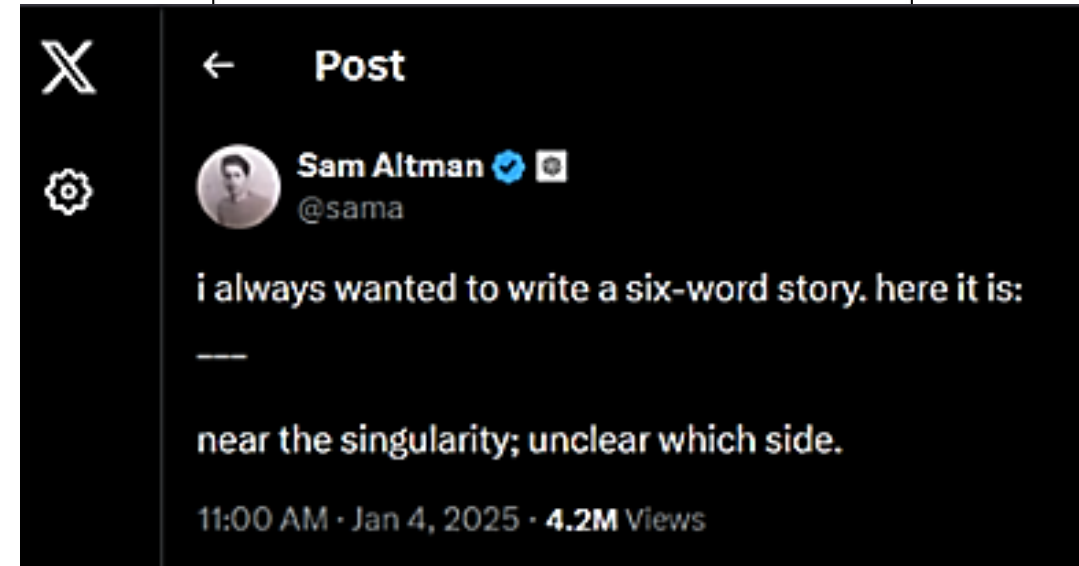 Post
Sam Altman
@sama
i always wanted to write a six-word story. here it is:
___
near the singularity; unclear which side.
11:00 AM · Jan 4, 2025 · 4.2M Views